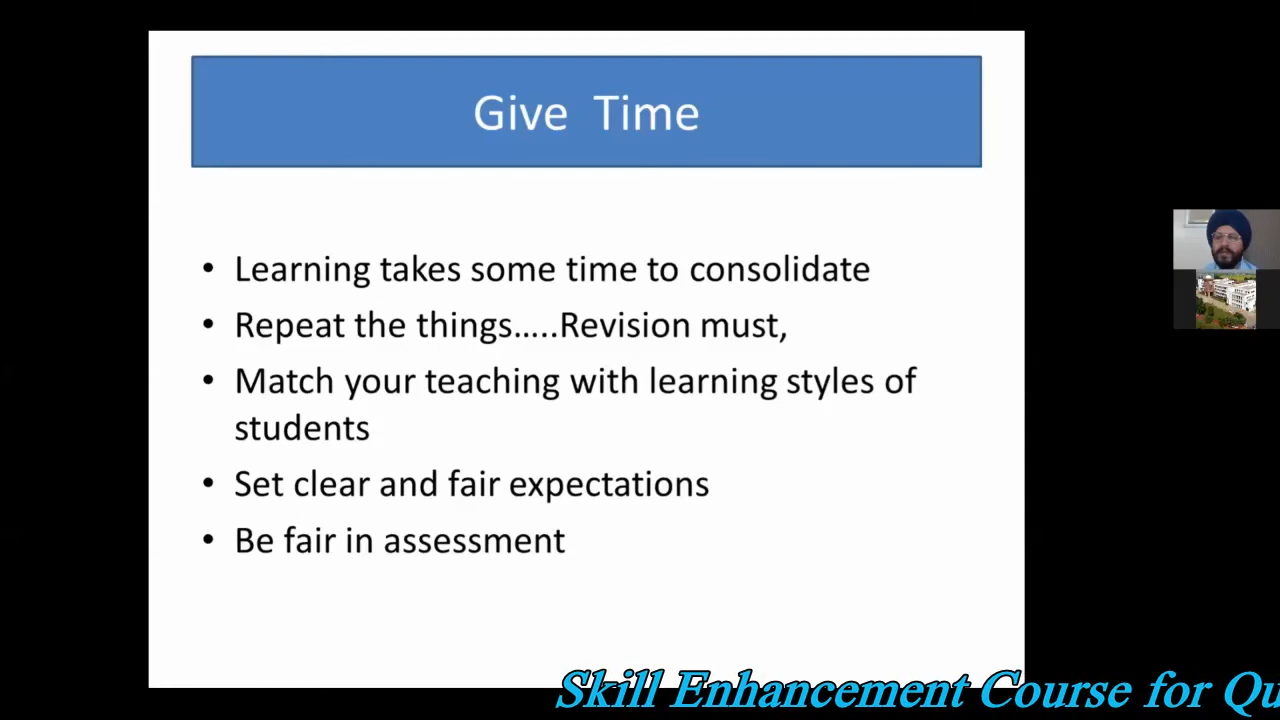 Give Time
• Learning takes some time to consolidate
• Repeat the things.....Revision must,
• Match your teaching with learning styles of
students
• Set clear and fair expectations
• Be fair in assessment
Skill Enhancement Course for Qu